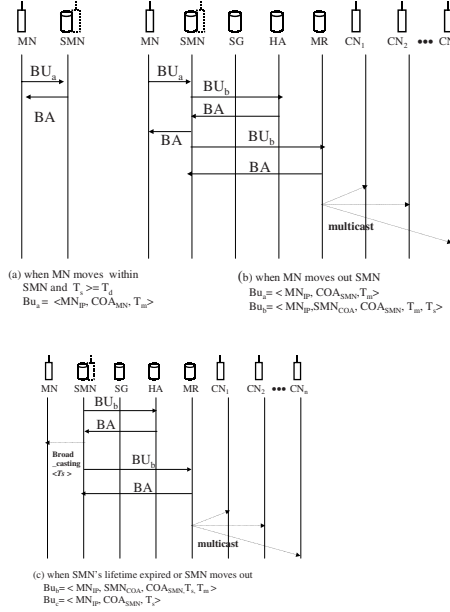 MN SMN MN SMN SG HA MR CN1 CN2 ••• CN
BUa BUa
BUb
BA BA
BA
BUb
BA
multicast
(a) when MN moves within
SMN and Ts >= Td
Bua = <MNIP, COAMN, Tm>
(b) when MN moves out SMN
Bua = < MNIP, COASMN, Tm>
Bub = < MNIP,SMNCOA, COASMN, Tm, Ts>
MN SMN SG HA MR CN1 CN2 ••• CNn
BUb
BA
Broad
_casting
<Ts >
BUb
BA
multicast
(c) when SMN's lifetime expired or SMN moves out
Bub = < MNIP, SMNCOA, COASMN, Ts, Tm >
Buc = < MNIP, COASMN, Ts>